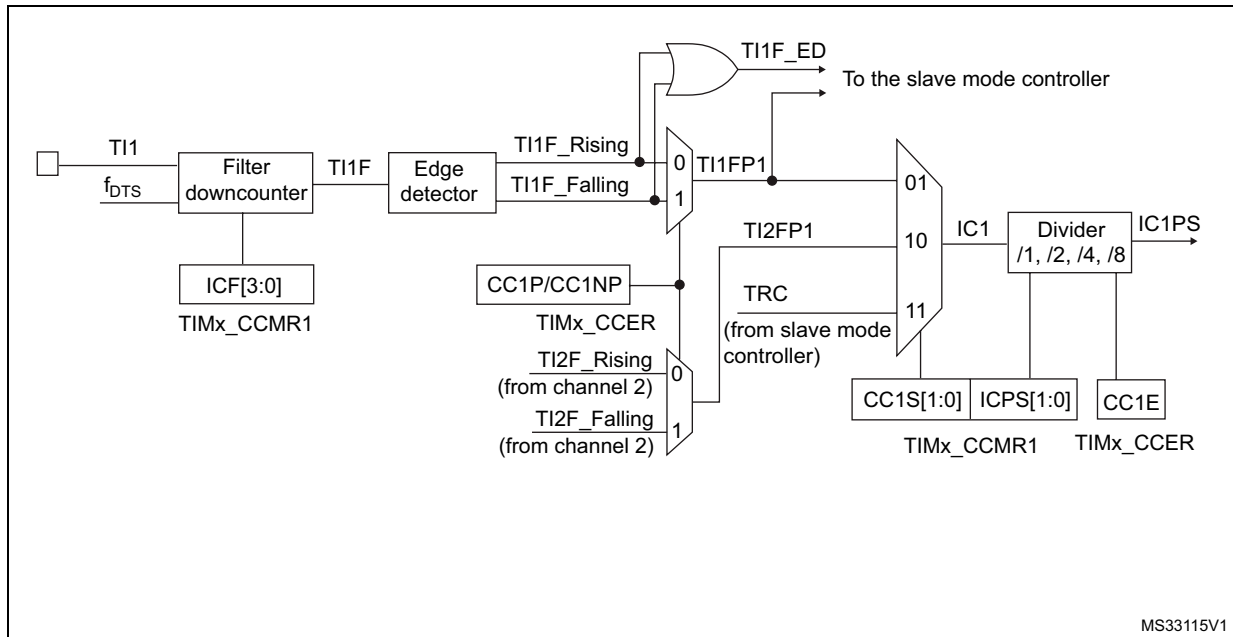 TI1F_ED
To the slave mode controller
TI1
f_DTS
Filter
downcounter
TI1F
Edge
detector
TI1F_Rising
TI1F_Falling
0
1
TI1FP1
01
10
11
TI2FP1
TRC
(from slave mode
controller)
IC1
Divider
/1, /2, /4, /8
IC1PS
ICF[3:0]
TIMx_CCMR1
CC1P/CC1NP
TIMx_CCER
TI2F_Rising
(from channel 2)
TI2F_Falling
(from channel 2)
0
1
CC1S[1:0]
ICPS[1:0]
CC1E
TIMx_CCMR1
TIMx_CCER
MS33115V1